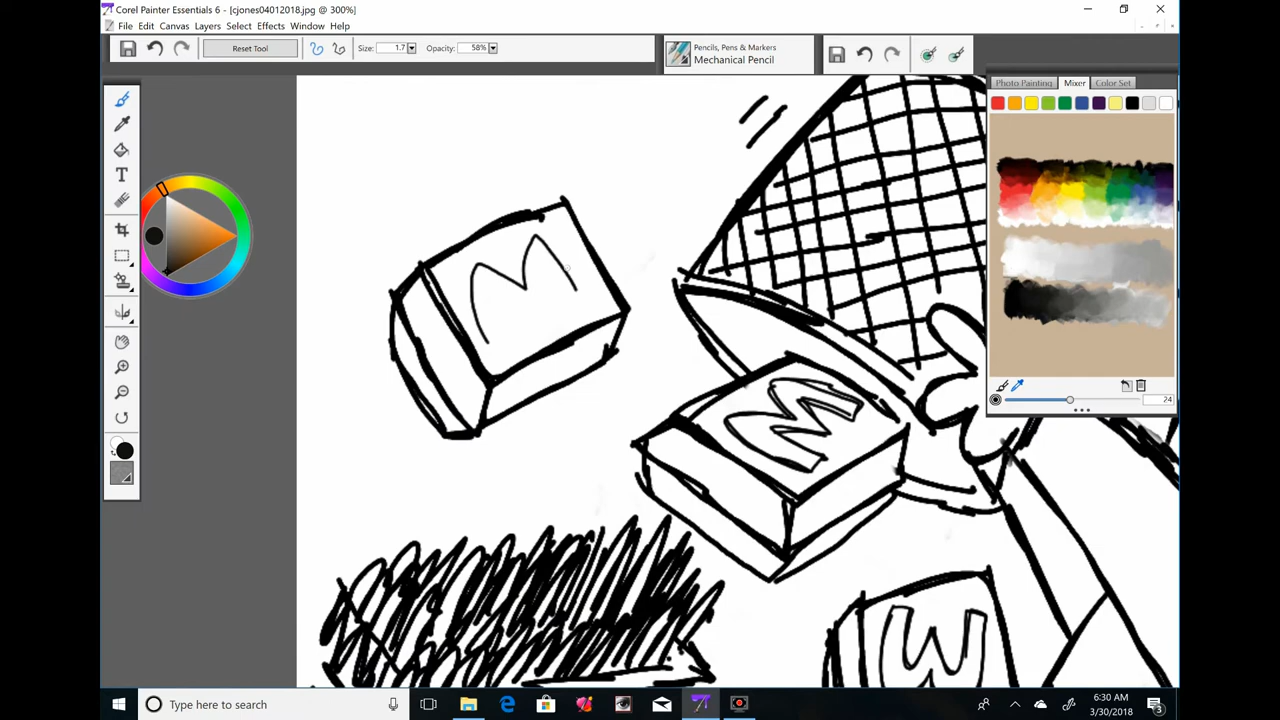 Corel Painter Essentials 6 - [cjones04012018.jpg @ 300%]
File Edit Canvas Layers Select Effects Window Help
Reset Tool Size: 1.7 Opacity: 58% Pencils, Pens & Markers
Mechanical Pencil
Photo Painting Mixer Color Set
T
M
M
W
24
Type here to search
6:30 AM
3/30/2018
3